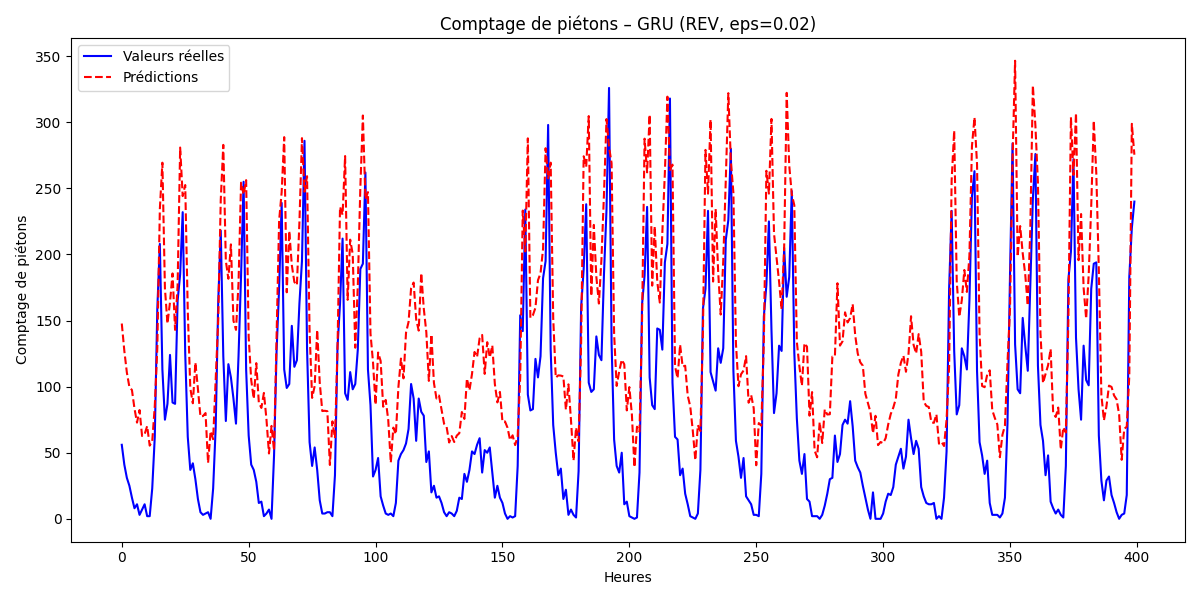 Comptage de piétons – GRU (REV, eps=0.02)
Valeurs réelles
Prédictions
Comptage de piétons
350
300
250
200
150
100
50
0
0 50 100 150 200 250 300 350 400
Heures